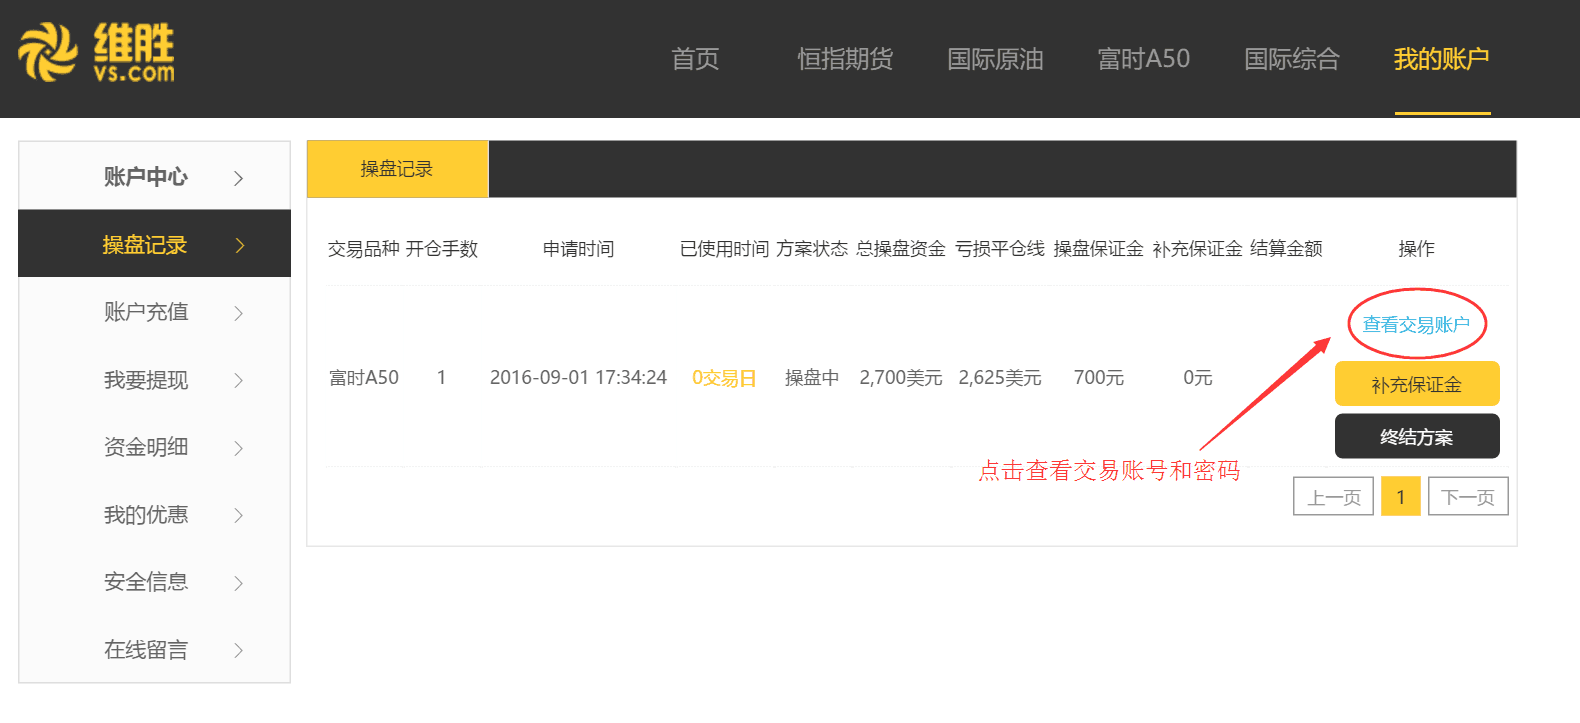 维胜
vs.com
首页 恒指期货 国际原油 富时A50 国际综合 我的账户
账户中心
操盘记录
账户充值
我要提现
资金明细
我的优惠
安全信息
在线留言
操盘记录
交易品种 开仓手数 申请时间 已使用时间 方案状态 总操盘资金 亏损平仓线 操盘保证金 补充保证金 结算金额 操作
查看交易账户
富时A50 1 2016-09-01 17:34:24 0交易日 操盘中 2,700美元 2,625美元 700元 0元
补充保证金
终结方案
点击查看交易账号和密码
上一页 1 下一页